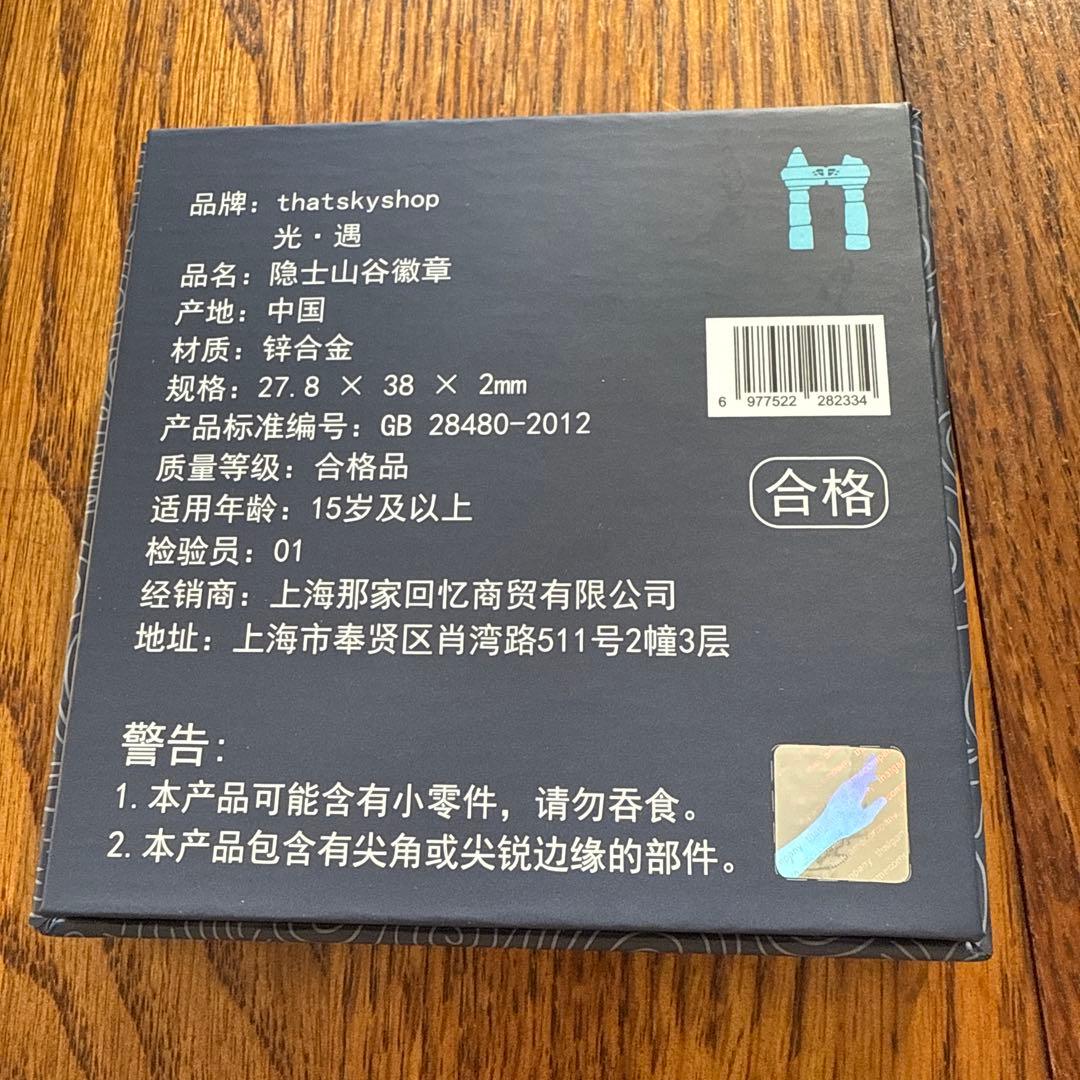 品牌：thatskyshop
光·遇
品名：隐士山谷徽章
产地：中国
材质：锌合金
规格：27.8 × 38 × 2mm
产品标准编号：GB 28480-2012
质量等级：合格品
适用年龄：15岁及以上
检验员：01
经销商：上海那家回忆商贸有限公司
地址：上海市奉贤区肖湾路511号2幢3层
6 977522 282334
合格
警告：
1.本产品可能含有小零件，请勿吞食。
2.本产品包含有尖角或尖锐边缘的部件。